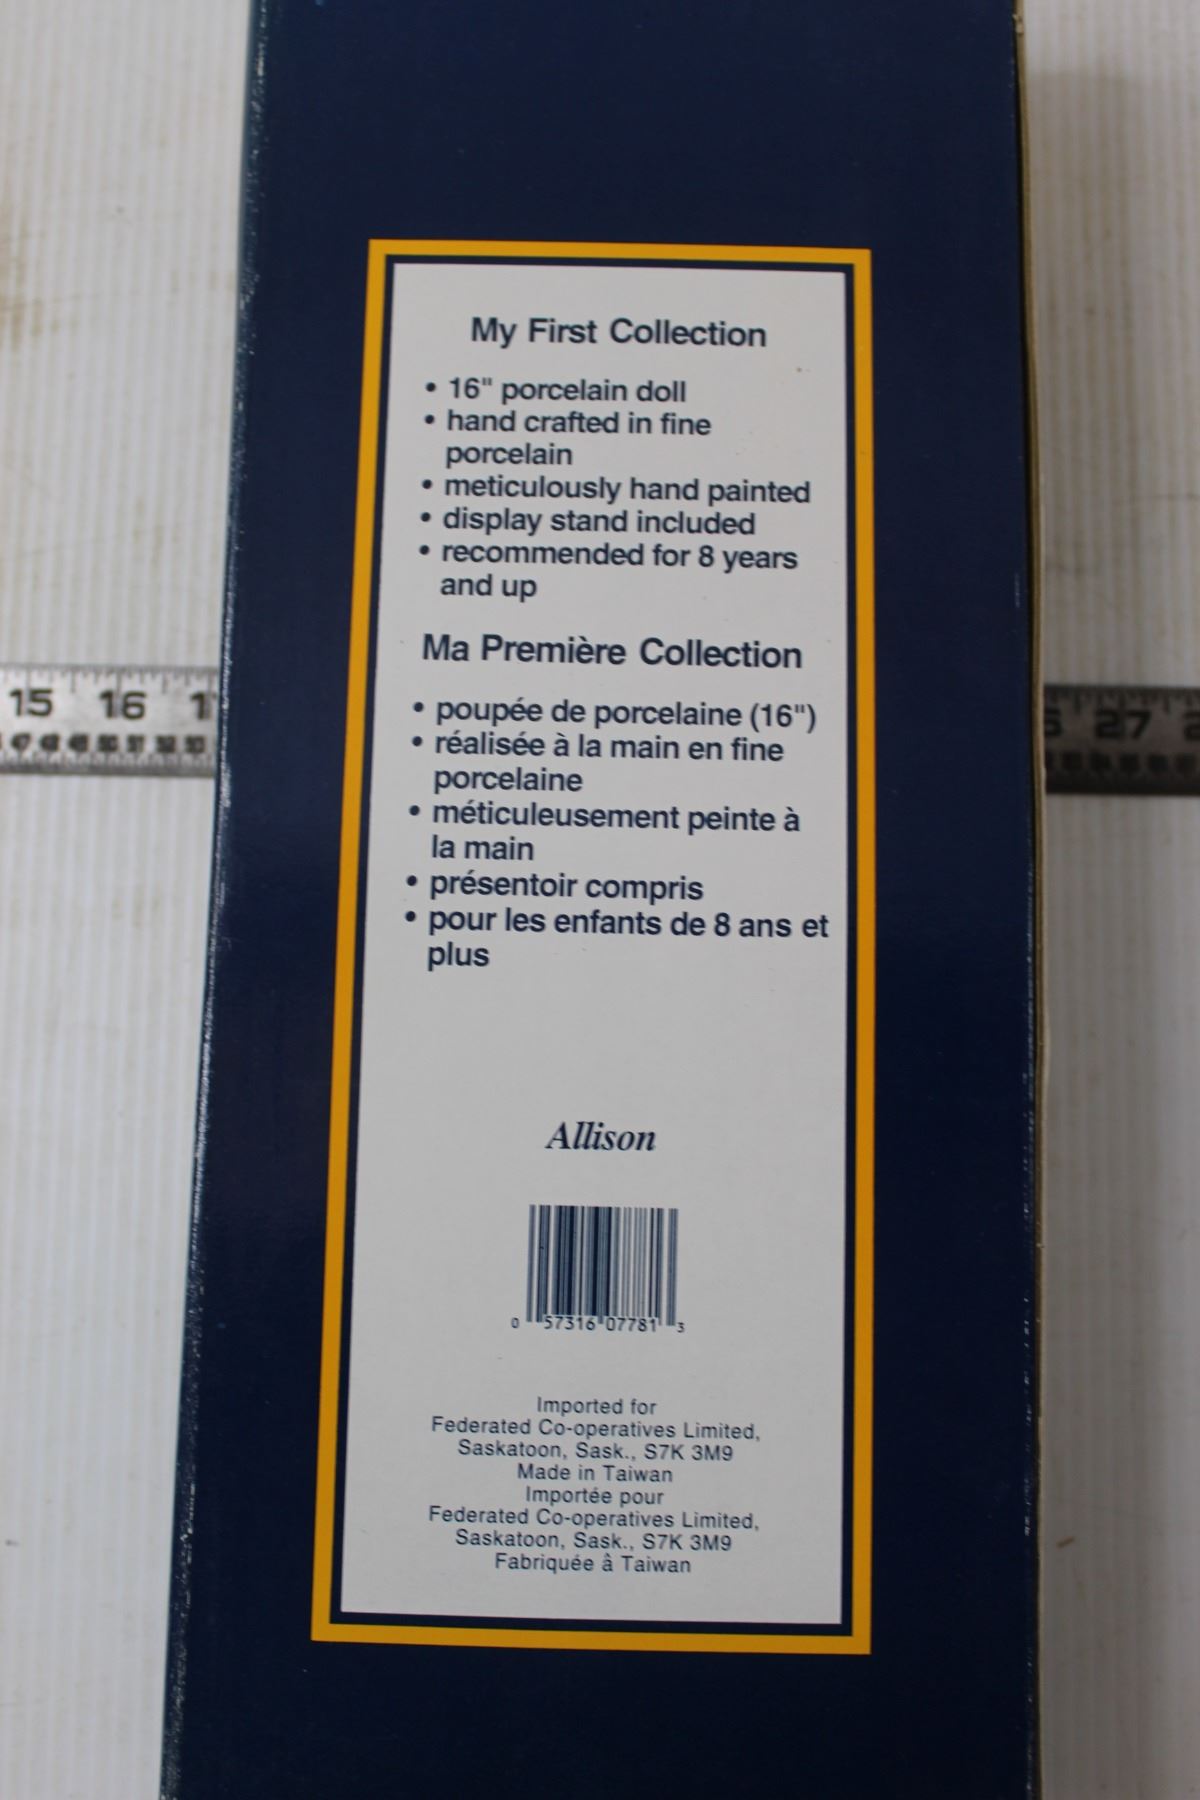 My First Collection
• 16" porcelain doll
• hand crafted in fine
porcelain
• meticulously hand painted
• display stand included
• recommended for 8 years
and up
Ma Première Collection
• poupée de porcelaine (16")
• réalisée à la main en fine
porcelaine
• méticuleusement peinte à
la main
• présentoir compris
• pour les enfants de 8 ans et
plus
15 16 27
Allison
0 57316 07781 3
Imported for
Federated Co-operatives Limited,
Saskatoon, Sask., S7K 3M9
Made in Taiwan
Importée pour
Federated Co-operatives Limited,
Saskatoon, Sask., S7K 3M9
Fabriquée â Taiwan